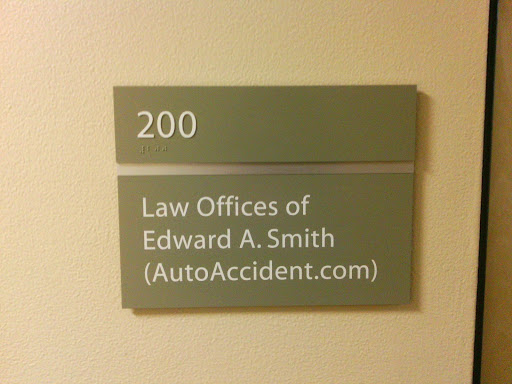 200
Law Offices of
Edward A. Smith
(AutoAccident.com)